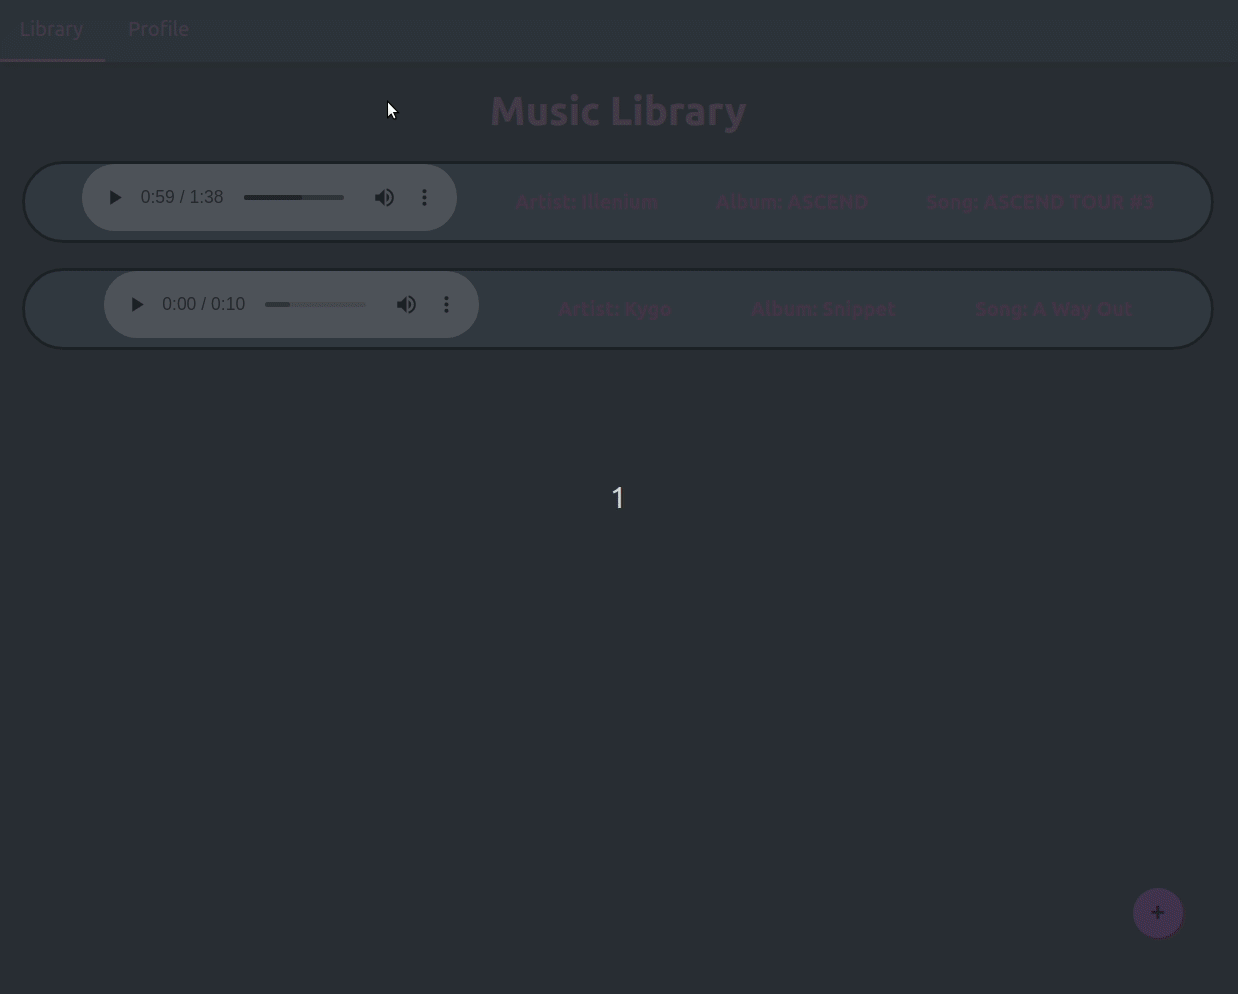 Library Profile
Music Library
0:59 / 1:38 Artist: Illenium Album: ASCEND Song: ASCEND TOUR #3
0:00 / 0:10 Artist: Kygo Album: Snippet Song: A Way Out
1
+